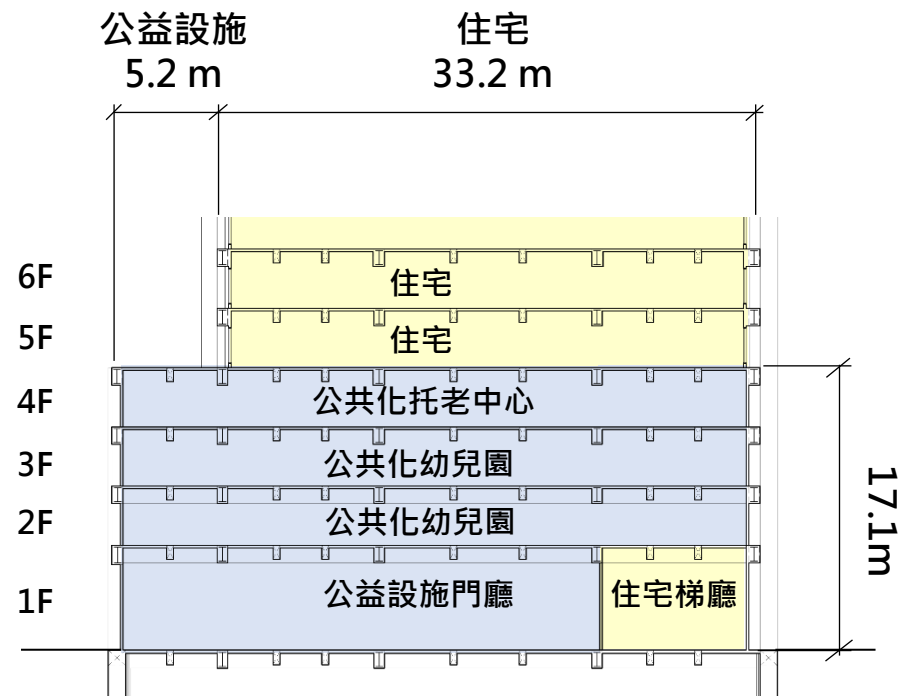 公益設施
5.2 m
住宅
33.2 m
6F
住宅
5F
住宅
4F
公共化托老中心
3F
公共化幼兒園
2F
公共化幼兒園
1F
公益設施門廳
住宅梯廳
17.1m